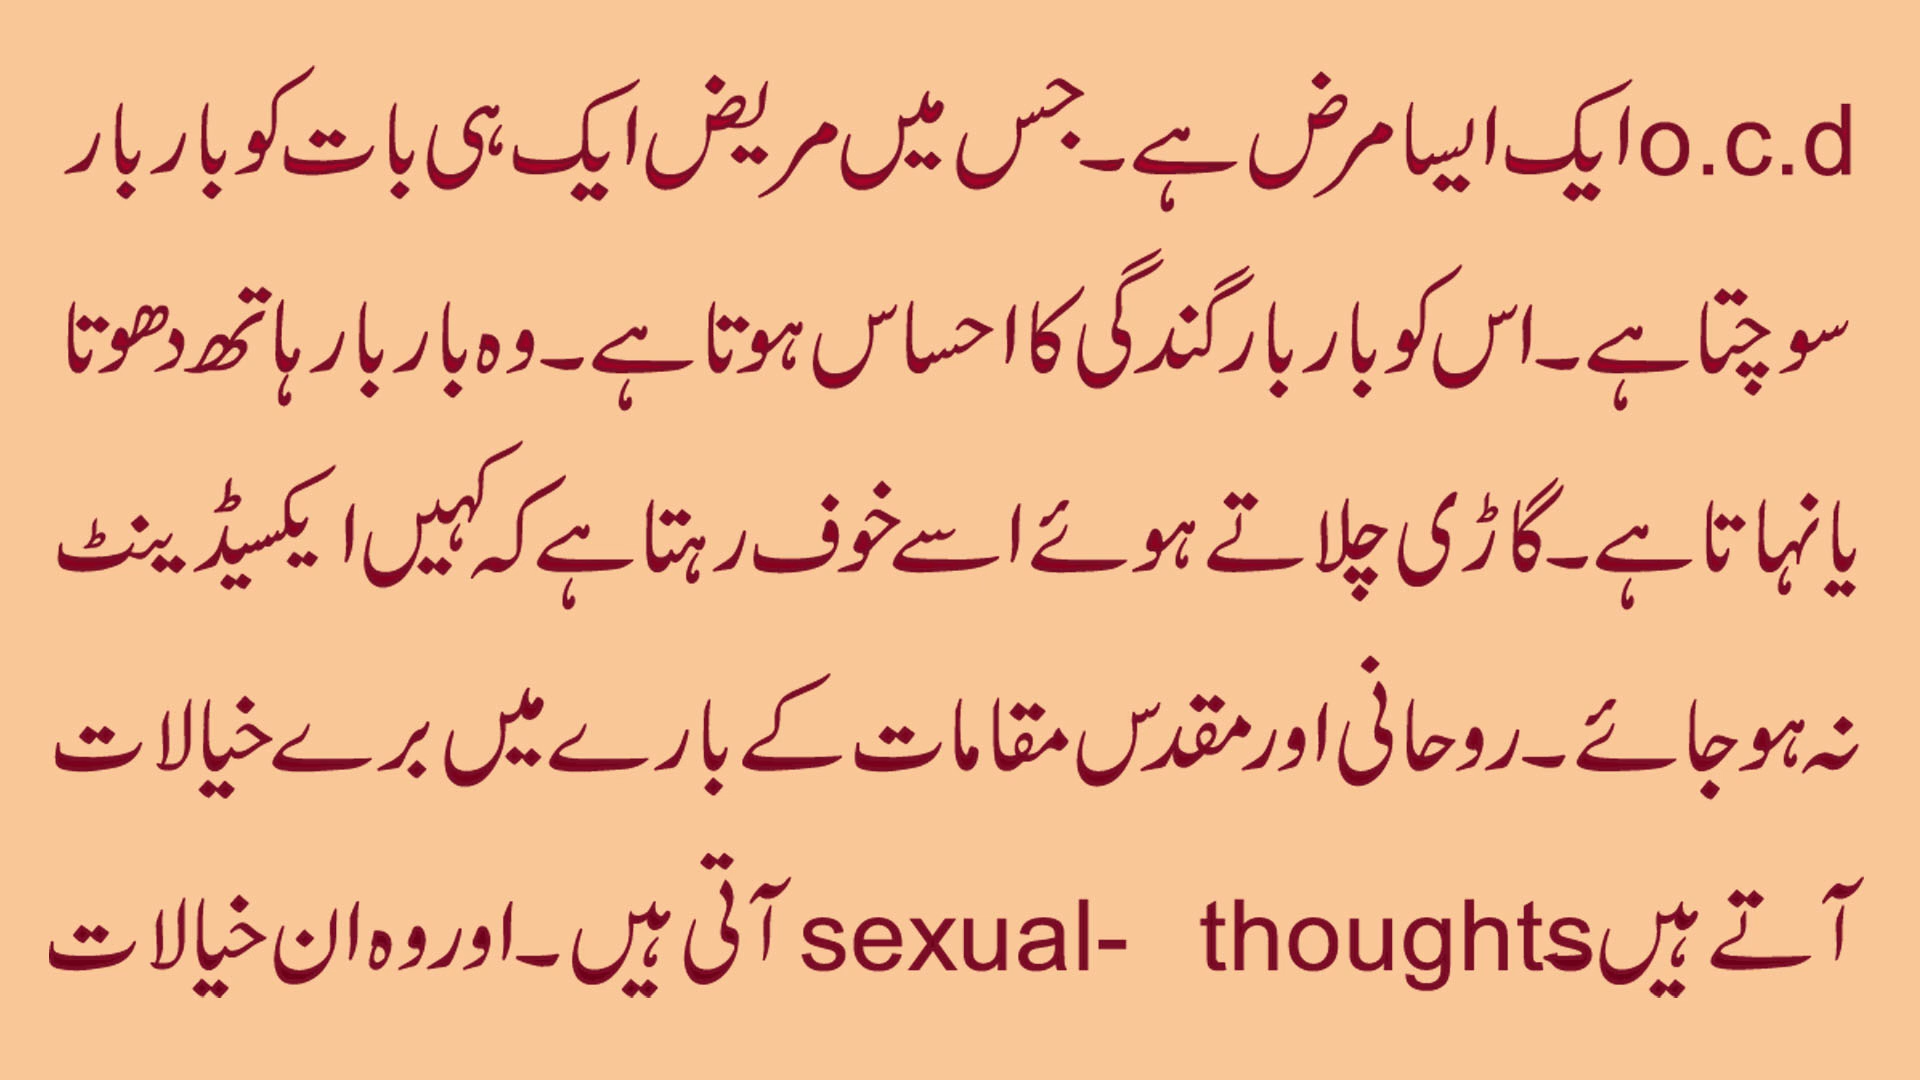 o.c.d ایک ایسا مرض ہے۔ جس میں مریض ایک ہی بات کو بار بار
سوچتا ہے۔ اس کو بار بار گندگی کا احساس ہوتا ہے۔ وہ بار بار ہاتھ دھوتا
یا نہاتا ہے۔ گاڑی چلاتے ہوئے اسے خوف رہتا ہے کہ کہیں ایکسیڈینٹ
نہ ہو جائے۔ روحانی اور مقدس مقامات کے بارے میں برے خیالات
آتے ہیں۔ sexual- thoughts آتی ہیں۔ اور وہ ان خیالات